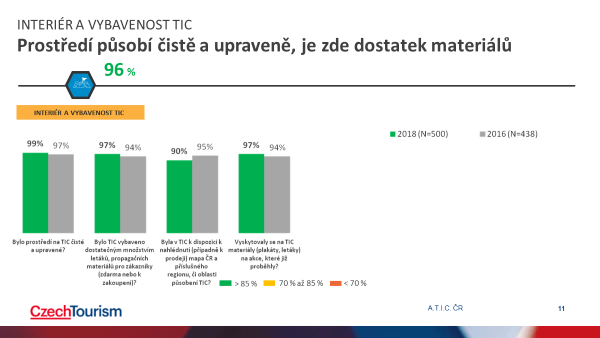 INTERIÉR A VYBAVENOST TIC
Prostředí působí čistě a upraveně, je zde dostatek materiálů
96 %
INTERIÉR A VYBAVENOST TIC
2018 (N=500)
2016 (N=438)
99%
97%
97%
94%
90%
95%
97%
94%
Bylo prostředí na TIC čisté
a upravené?
Bylo TIC vybaveno
dostatečným množstvím
letáků, propagačních
materiálů pro zákazníky
(zdarma nebo k
zakoupení)?
Byla v TIC k dispozici k
nahlédnutí (případně k
prodeji) mapa ČR a
příslušného
regionu, či oblasti
působení TIC?
Vyskytovaly se na TIC
materiály (plakáty, letáky)
na akce, které již
proběhly?
> 85 %
70 % až 85 %
< 70 %
CzechTourism
A.T.I.C. ČR
11